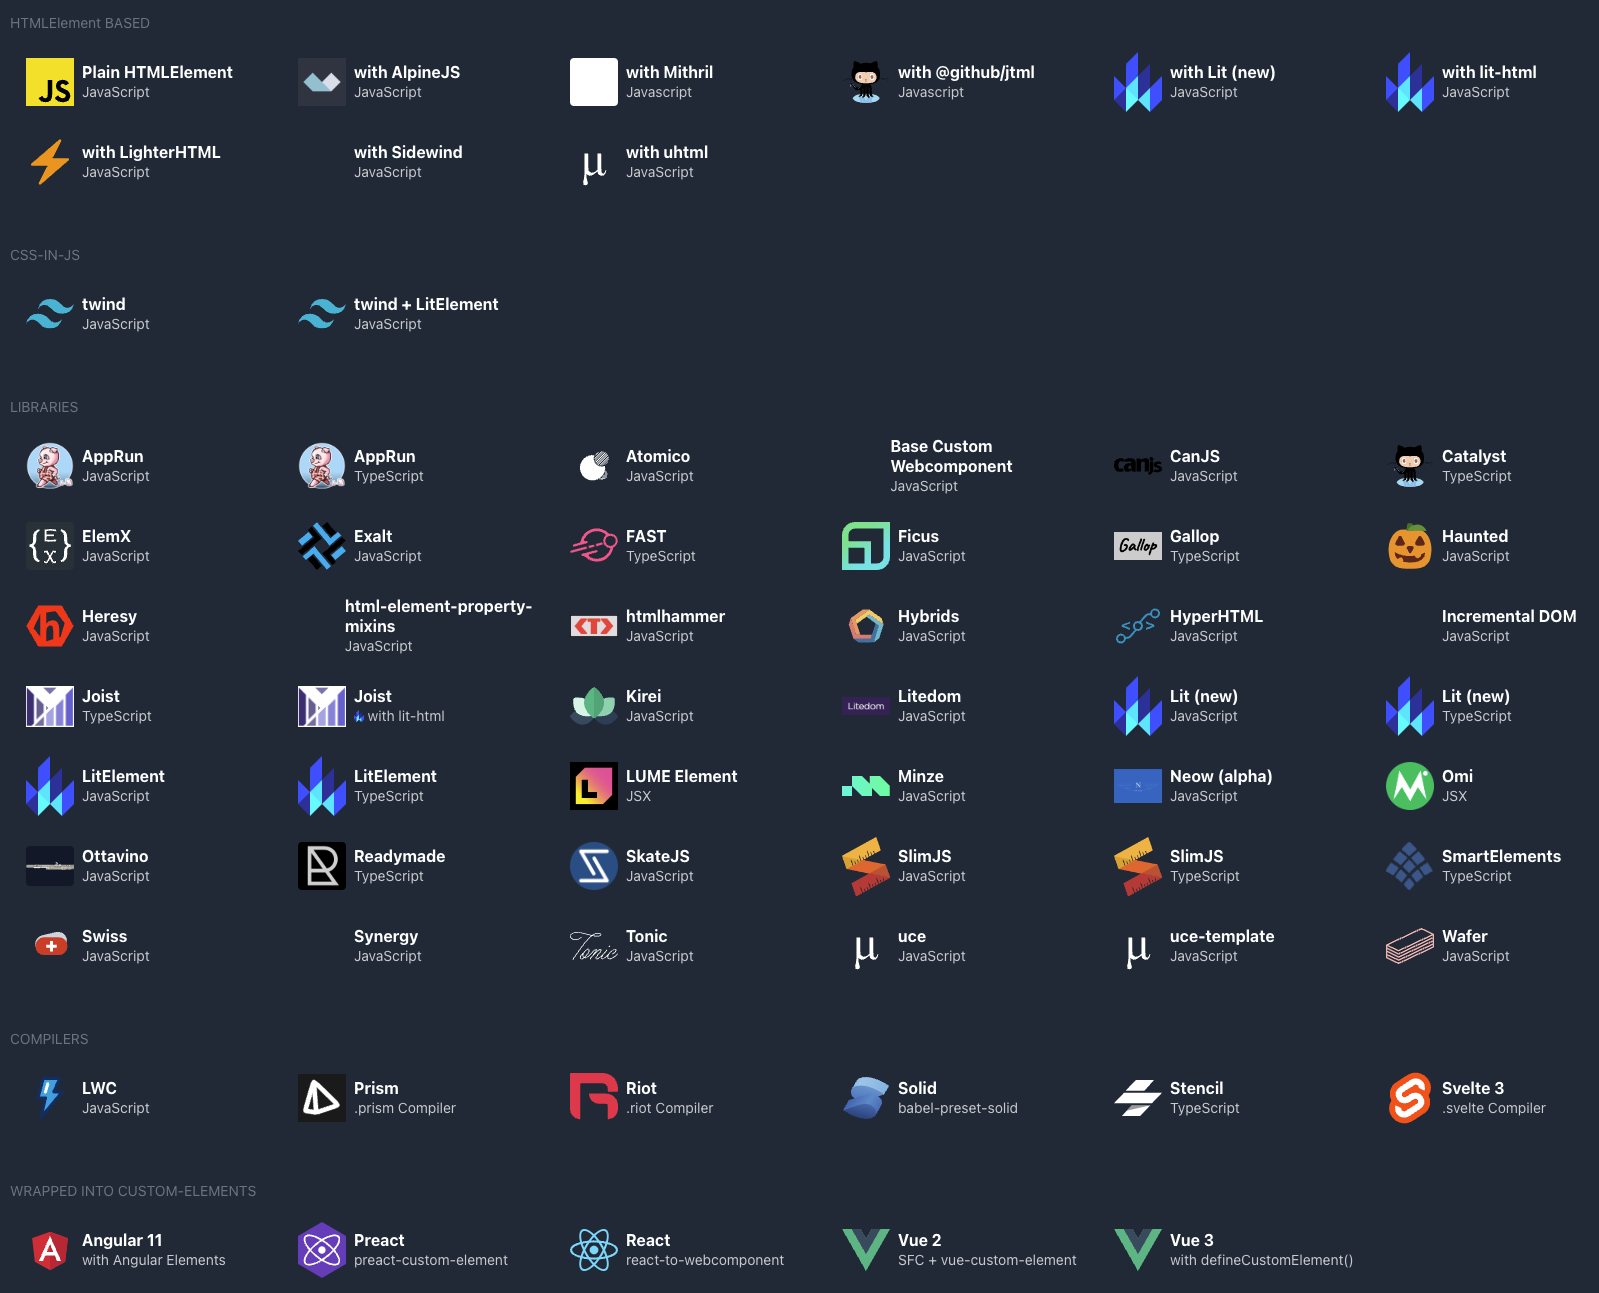 HTMLElement BASED
JS
Plain HTMLElement
JavaScript
with AlpineJS
JavaScript
with Mithril
Javascript
with @github/jtml
Javascript
with Lit (new)
JavaScript
with lit-html
JavaScript
with LighterHTML
JavaScript
with Sidewind
JavaScript
μ
with uhtml
JavaScript
CSS-IN-JS
twind
JavaScript
twind + LitElement
JavaScript
LIBRARIES
AppRun
JavaScript
AppRun
TypeScript
Atomico
JavaScript
Base Custom
Webcomponent
JavaScript
canjs
CanJS
JavaScript
Catalyst
TypeScript
{Ex}
ElemX
JavaScript
Exalt
JavaScript
FAST
TypeScript
Ficus
JavaScript
Gallop
Gallop
TypeScript
Haunted
JavaScript
h
Heresy
JavaScript
html-element-property-
mixins
JavaScript
<T>
htmlhammer
JavaScript
Hybrids
JavaScript
HyperHTML
JavaScript
Incremental DOM
JavaScript
Joist
TypeScript
Joist
with lit-html
Kirei
JavaScript
Litedom
Litedom
JavaScript
Lit (new)
JavaScript
Lit (new)
TypeScript
LitElement
JavaScript
LitElement
TypeScript
L
LUME Element
JSX
Minze
JavaScript
N
Neow (alpha)
JavaScript
Omi
JSX
Ottavino
JavaScript
R
Readymade
TypeScript
SkateJS
JavaScript
SlimJS
JavaScript
SlimJS
TypeScript
SmartElements
TypeScript
Swiss
JavaScript
Synergy
JavaScript
Tonic
Tonic
JavaScript
μ
uce
JavaScript
μ
uce-template
JavaScript
Wafer
JavaScript
COMPILERS
LWC
JavaScript
Prism
.prism Compiler
Riot
.riot Compiler
Solid
babel-preset-solid
Stencil
TypeScript
Svelte 3
.svelte Compiler
WRAPPED INTO CUSTOM-ELEMENTS
A
Angular 11
with Angular Elements
Preact
preact-custom-element
React
react-to-webcomponent
Vue 2
SFC + vue-custom-element
Vue 3
with defineCustomElement()